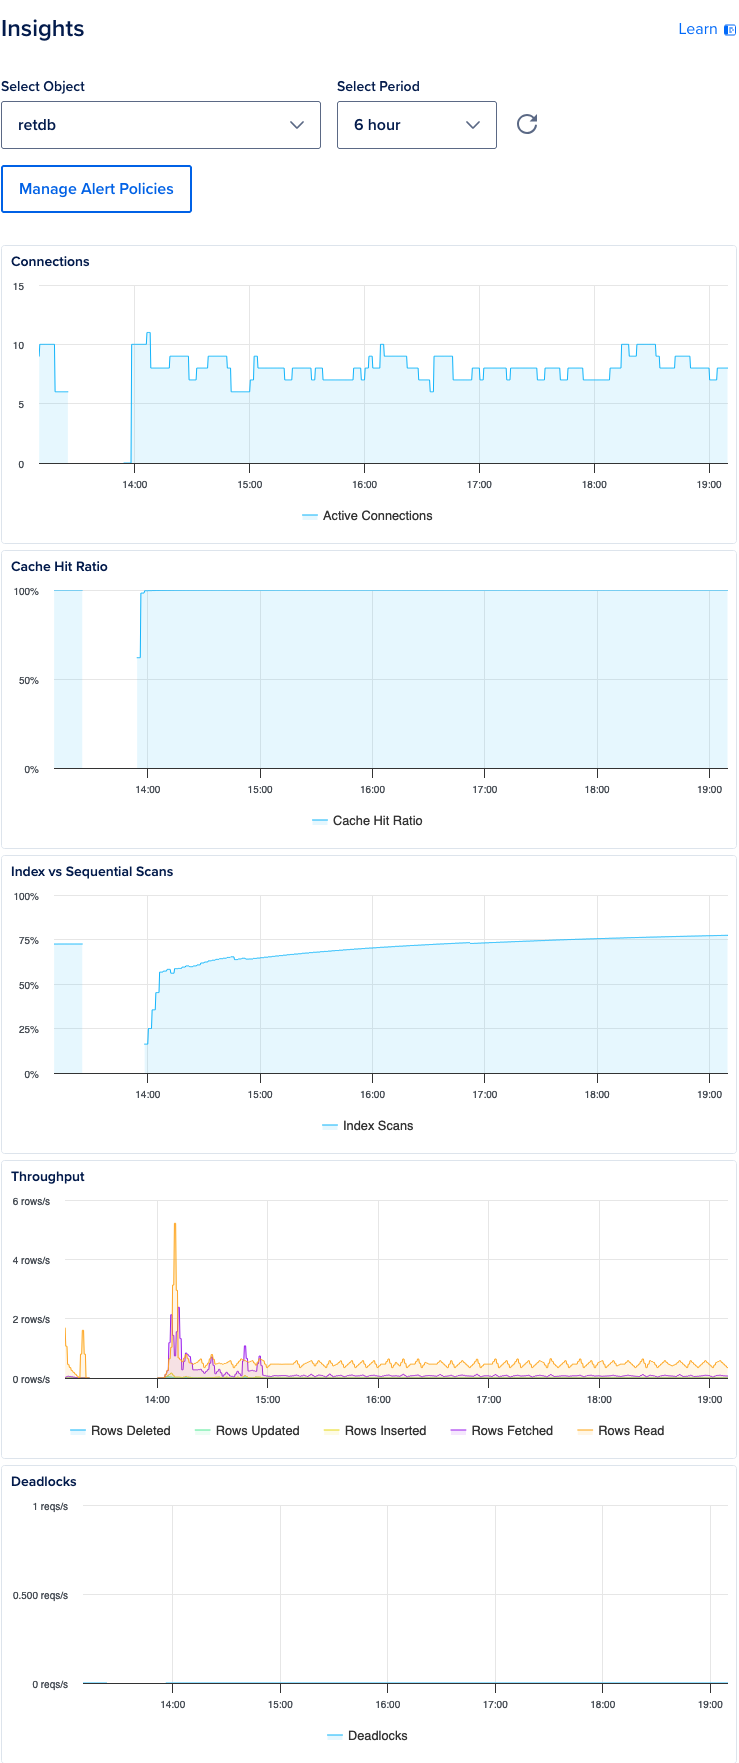 Insights
Learn
Select Object
Select Period
retdb
6 hour
Manage Alert Policies
Connections
15
10
5
0
14:00 15:00 16:00 17:00 18:00 19:00
Active Connections
Cache Hit Ratio
100%
50%
0%
14:00 15:00 16:00 17:00 18:00 19:00
Cache Hit Ratio
Index vs Sequential Scans
100%
75%
50%
25%
0%
14:00 15:00 16:00 17:00 18:00 19:00
Index Scans
Throughput
6 rows/s
4 rows/s
2 rows/s
0 rows/s
14:00 15:00 16:00 17:00 18:00 19:00
Rows Deleted Rows Updated Rows Inserted Rows Fetched Rows Read
Deadlocks
1 reqs/s
0.500 reqs/s
0 reqs/s
14:00 15:00 16:00 17:00 18:00 19:00
Deadlocks